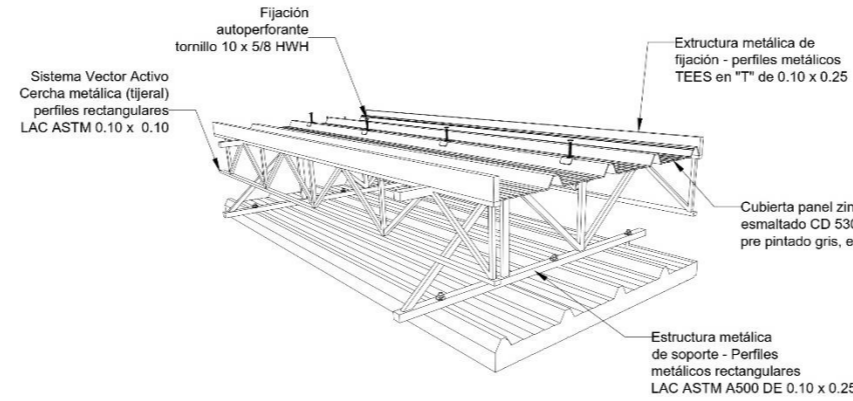 Fijación
autoperforante
tornillo 10 x 5/8 HWH
Extructura metálica de
fijación - perfiles metálicos
TEES en "T" de 0.10 x 0.25
Sistema Vector Activo
Cercha metálica (tijeral)
perfiles rectangulares
LAC ASTM 0.10 x 0.10
Cubierta panel zin
esmaltado CD 530
pre pintado gris, e
Estructura metálica
de soporte - Perfiles
metálicos rectangulares
LAC ASTM A500 DE 0.10 x 0.25